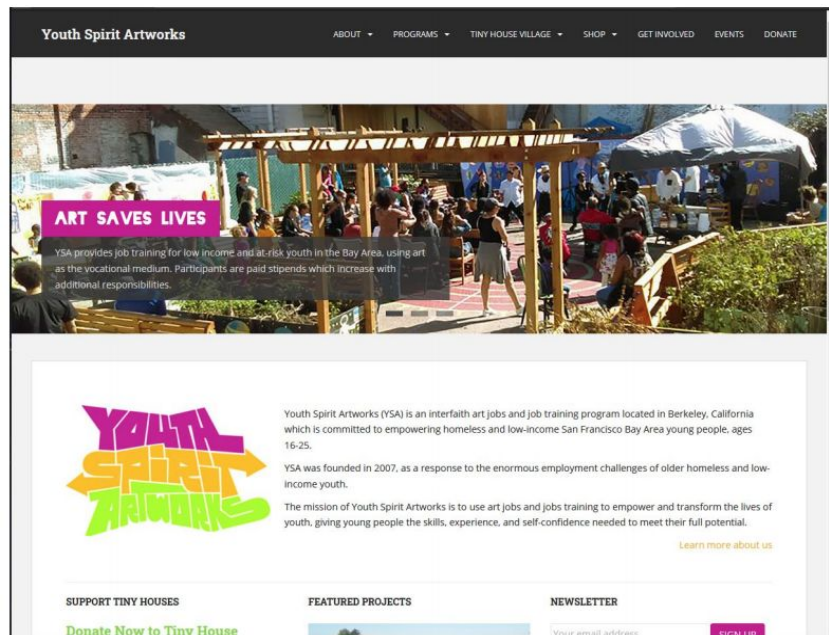 Youth Spirit Artworks
ABOUT PROGRAMS TINY HOUSE VILLAGE SHOP GET INVOLVED EVENTS DONATE
ART SAVES LIVES
YSA provides job training for low income and at-risk youth in the Bay Area, using art
as the vocational medium. Participants are paid stipends which increase with
additional responsibilities.
YOUTH
SPIRIT
ARTWORKS
Youth Spirit Artworks (YSA) is an interfaith art jobs and job training program located in Berkeley, California
which is committed to empowering homeless and low-income San Francisco Bay Area young people, ages
16-25.
YSA was founded in 2007, as a response to the enormous employment challenges of older homeless and low-
income youth.
The mission of Youth Spirit Artworks is to use art jobs and jobs training to empower and transform the lives of
youth, giving young people the skills, experience, and self-confidence needed to meet their full potential.
Learn more about us
SUPPORT TINY HOUSES
FEATURED PROJECTS
NEWSLETTER
Donate Now to Tiny House
Your email address
SIGN UP